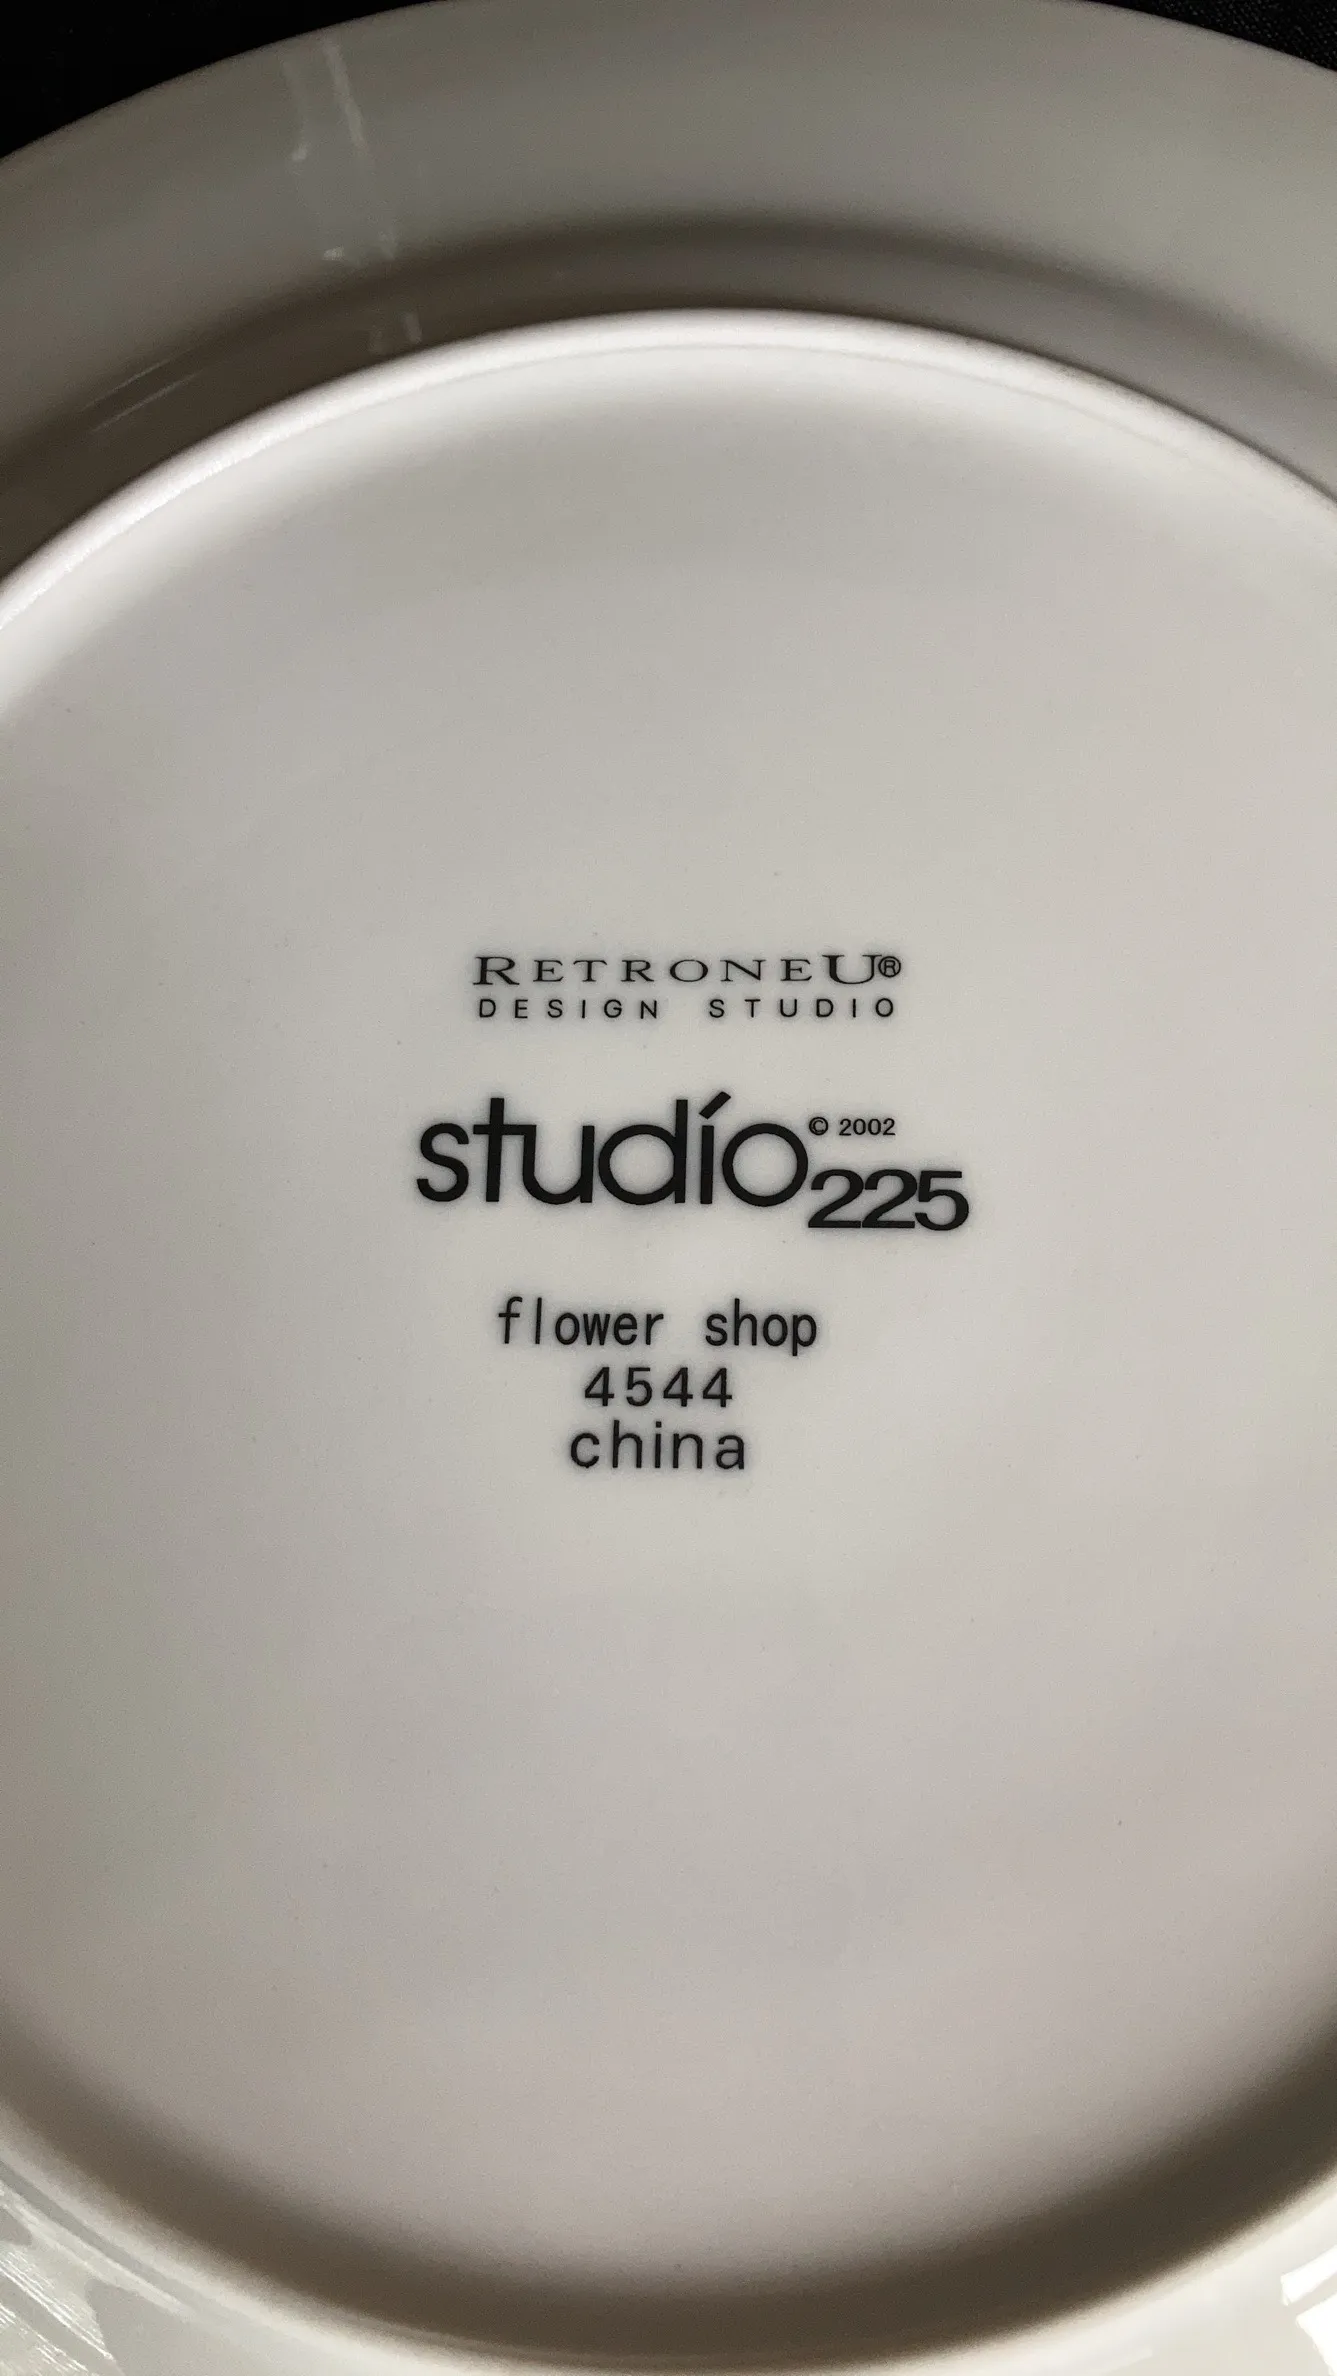 RETRONEU®
DESIGN STUDIO
studío © 2002
225
flower shop
4544
china